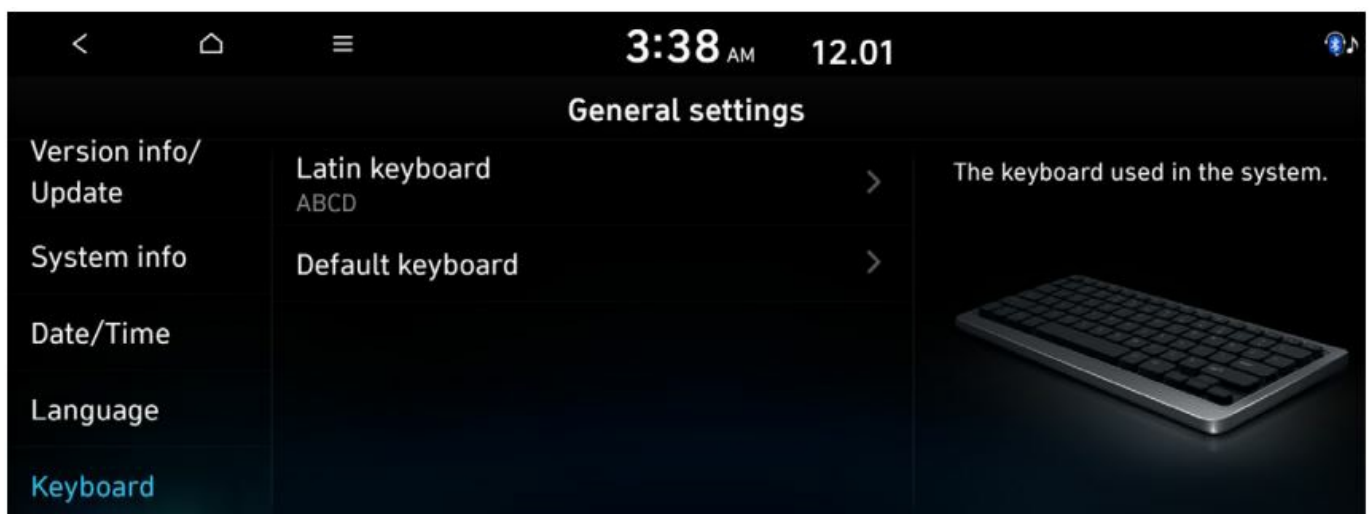 3:38 AM 12.01
General settings
Version info/
Update
System info
Date/Time
Language
Keyboard
Latin keyboard
ABCD
Default keyboard
The keyboard used in the system.